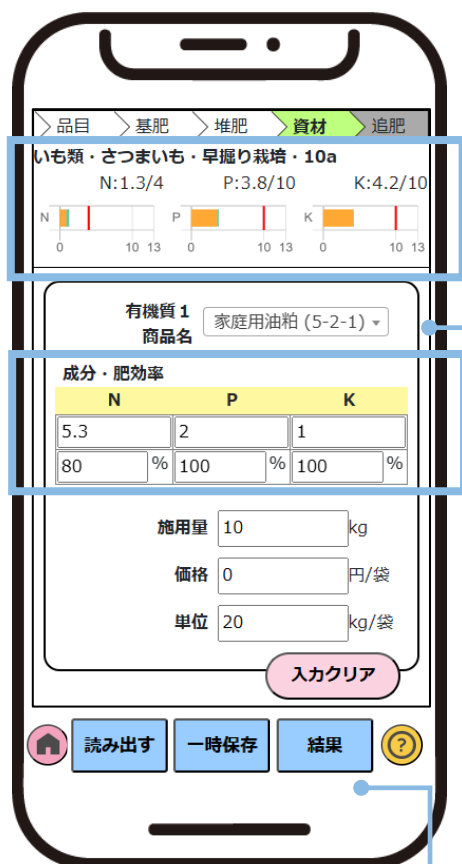 品目 基肥 堆肥 資材 追肥
いも類・さつまいも・早掘り栽培・10a
N:1.3/4 P:3.8/10 K:4.2/10
N P K
0 10 13 0 10 13 0 10 13
有機質1 商品名 家庭用油粕 (5-2-1)
成分・肥効率
N P K
5.3 2 1
80 % 100 % 100 %
施用量 10 kg
価格 0 円/袋
単位 20 kg/袋
入力クリア
読み出す 一時保存 結果 ?